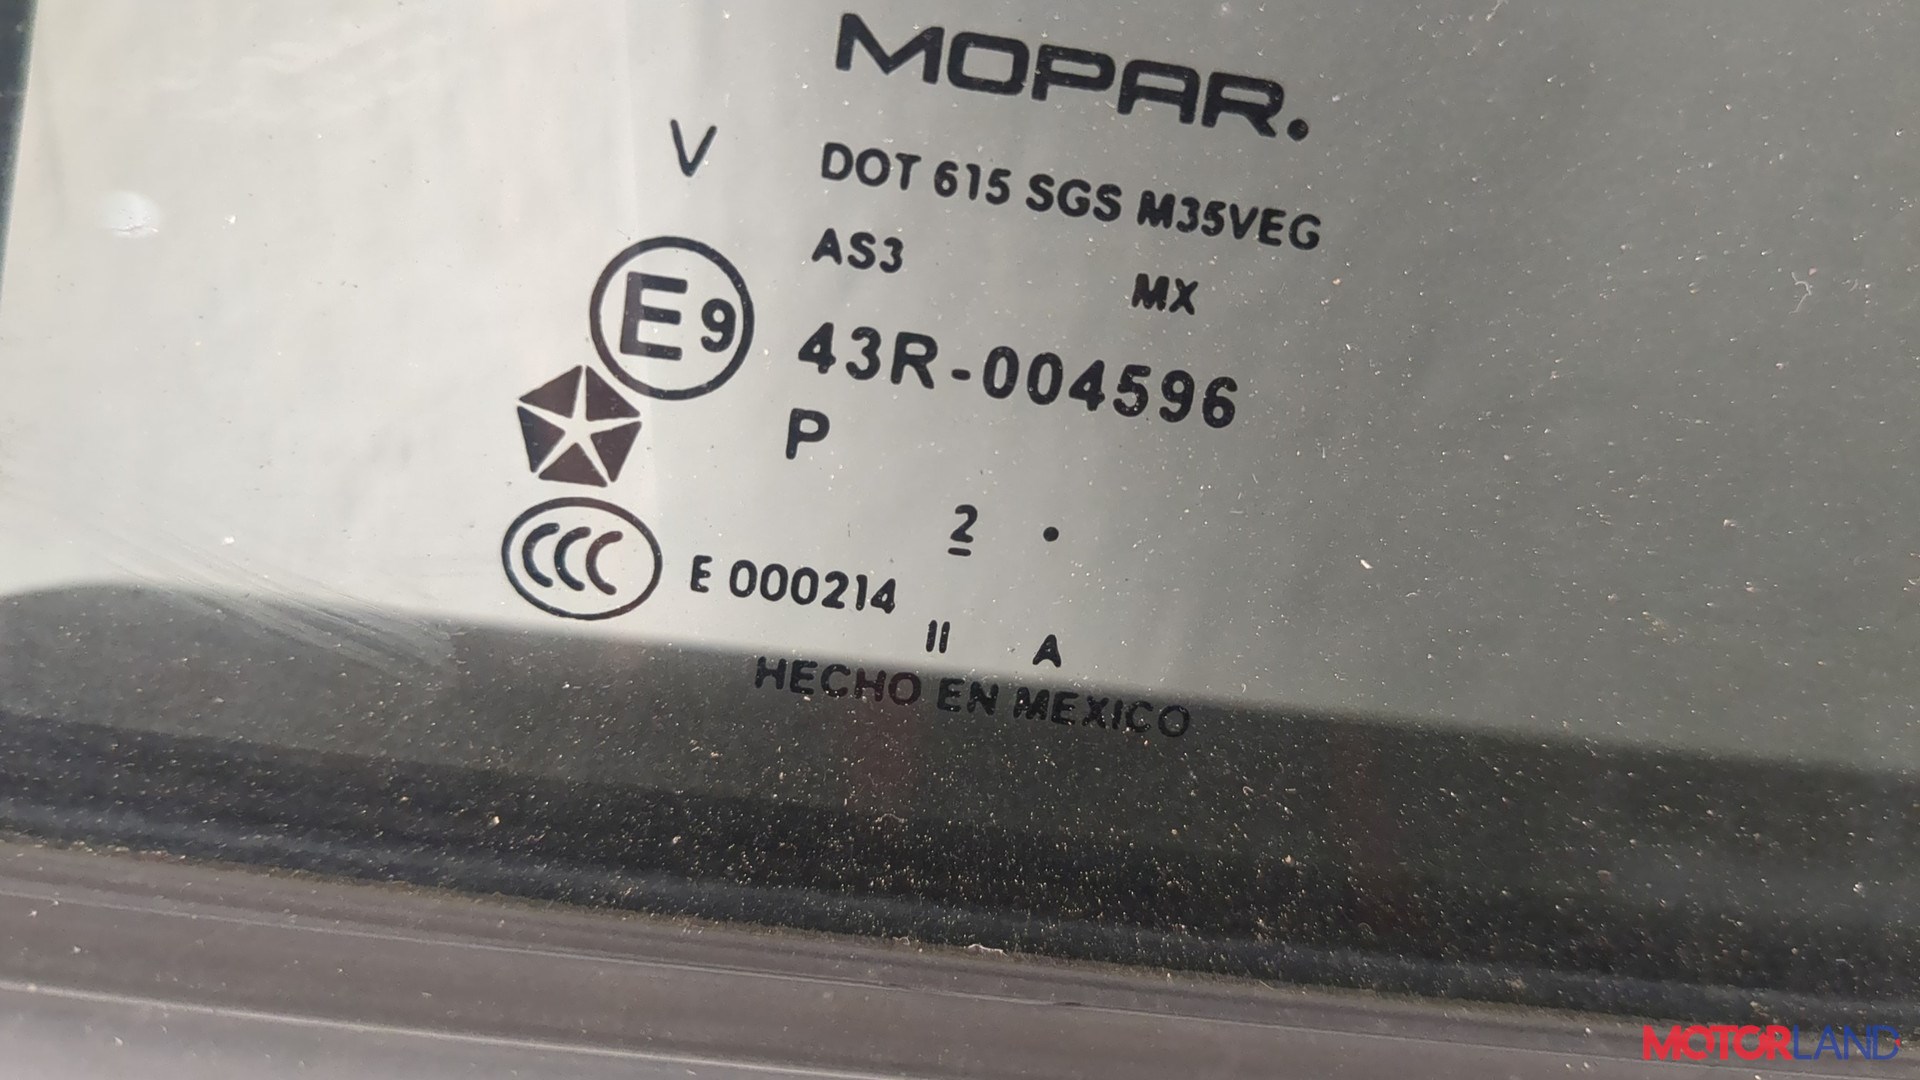 MOPAR.
V DOT 615 SGS M35VEG
AS3 MX
E9 43R-004596
P
2 •
CCC E 000214
II A
HECHO EN MEXICO
MOTORLAND